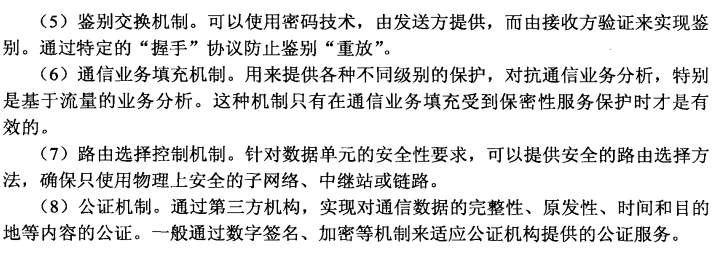 （5）鉴别交换机制。可以使用密码技术，由发送方提供，而由接收方验证来实现鉴
别。通过特定的“握手”协议防止鉴别“重放”。
（6）通信业务填充机制。用来提供各种不同级别的保护，对抗通信业务分析，特别
是基于流量的业务分析。这种机制只有在通信业务填充受到保密性服务保护时才是有
效的。
（7）路由选择控制机制。针对数据单元的安全性要求，可以提供安全的路由选择方
法，确保只使用物理上安全的子网络、中继站或链路。
（8）公证机制。通过第三方机构，实现对通信数据的完整性、原发性、时间和目的
地等内容的公证。一般通过数字签名、加密等机制来适应公证机构提供的公证服务。